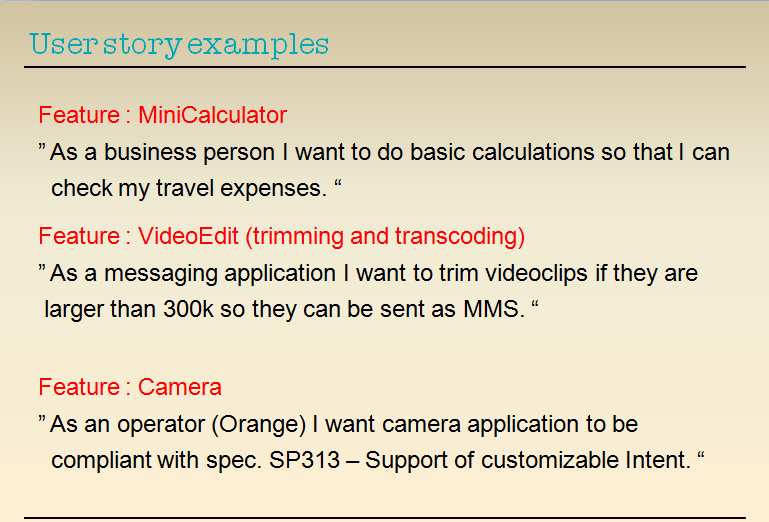 User story examples
Feature : MiniCalculator
” As a business person I want to do basic calculations so that I can
check my travel expenses. “
Feature : VideoEdit (trimming and transcoding)
” As a messaging application I want to trim videoclips if they are
larger than 300k so they can be sent as MMS. “
Feature : Camera
” As an operator (Orange) I want camera application to be
compliant with spec. SP313 – Support of customizable Intent. “